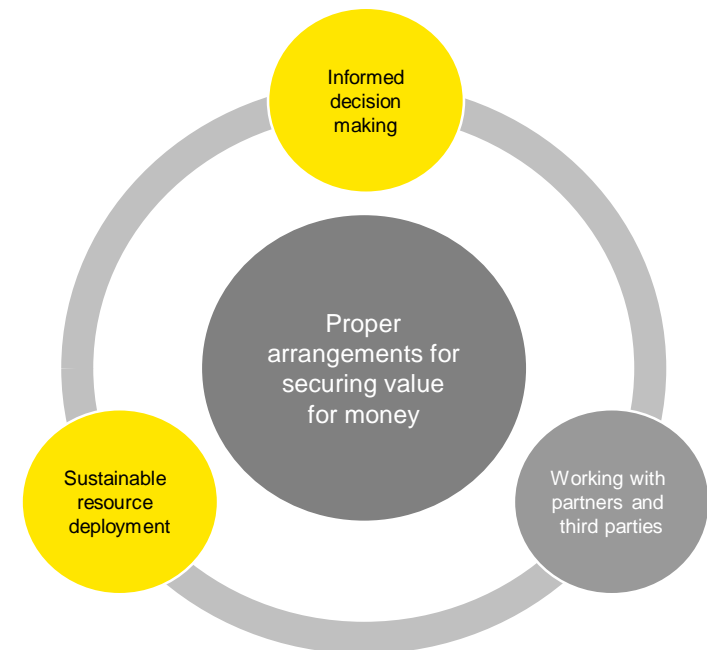 Informed
decision
making
Proper
arrangements for
securing value
for money
Sustainable
resource
deployment
Working with
partners and
third parties